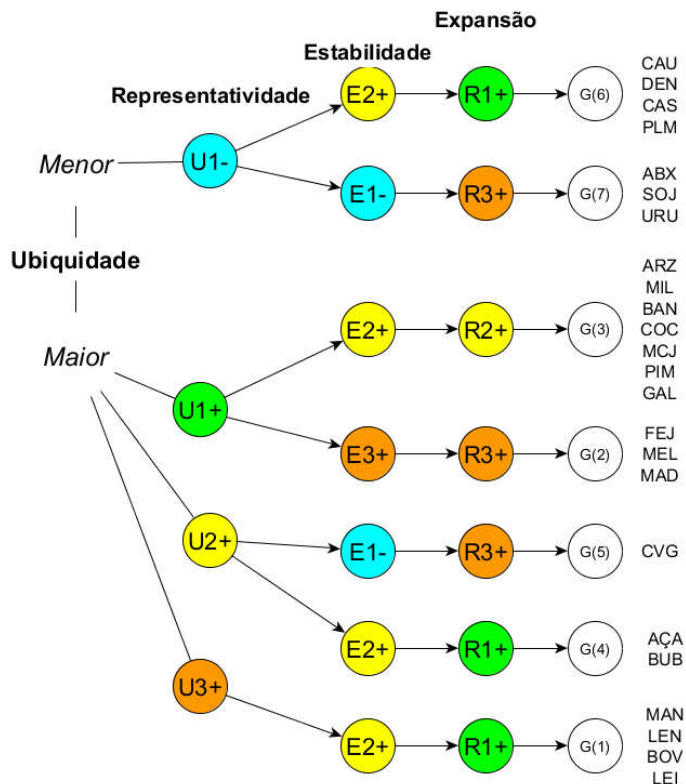 Expansão
Estabilidade
Representatividade
E2+ R1+ G(6)
CAU
DEN
CAS
PLM
Menor U1-
E1- R3+ G(7)
ABX
SOJ
URU
Ubiquidade
E2+ R2+ G(3)
ARZ
MIL
BAN
COC
MCJ
PIM
GAL
Maior
U1+
E3+ R3+ G(2)
FEJ
MEL
MAD
U2+
E1- R3+ G(5) CVG
E2+ R1+ G(4)
AÇA
BUB
U3+
E2+ R1+ G(1)
MAN
LEN
BOV
LEI